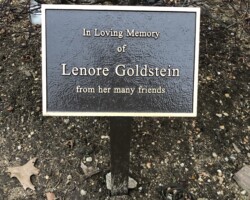 In Loving Memory
of
Lenore Goldstein
from her many friends